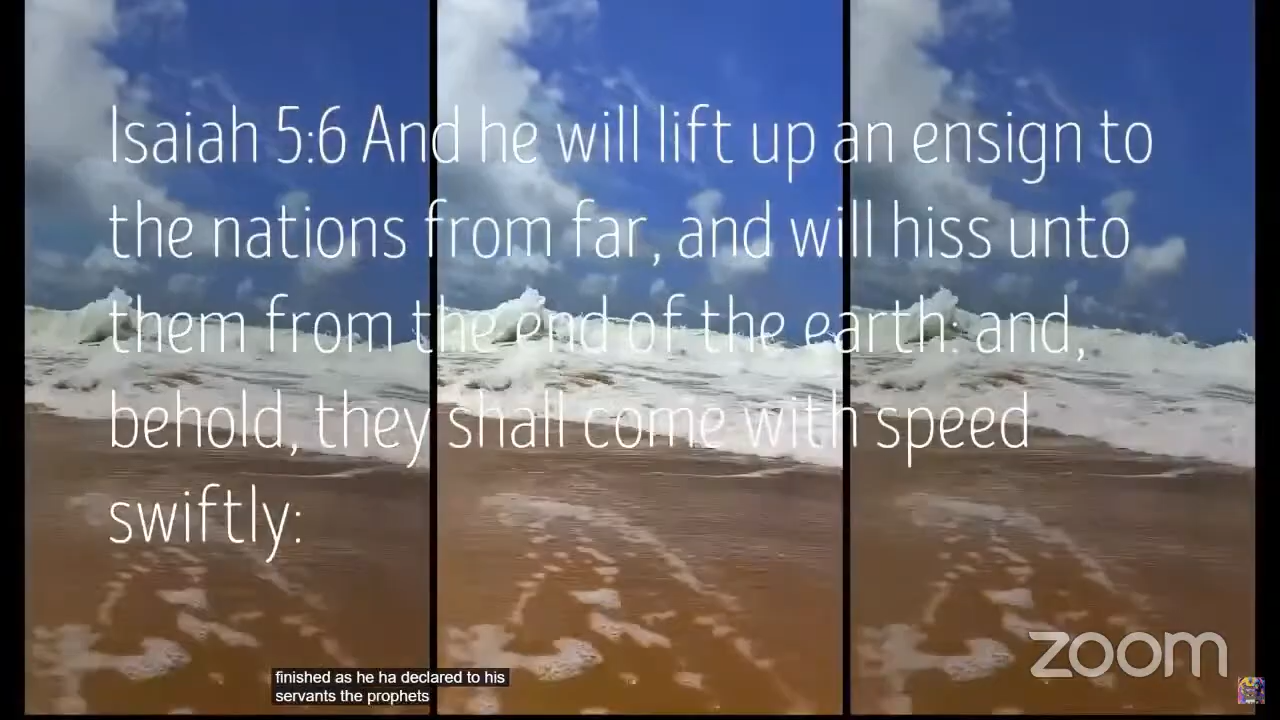 Isaiah 5:6 And he will lift up an ensign to
the nations from far, and will hiss unto
them from the end of the earth: and,
behold, they shall come with speed
swiftly:
zoom
finished as he ha declared to his
servants the prophets